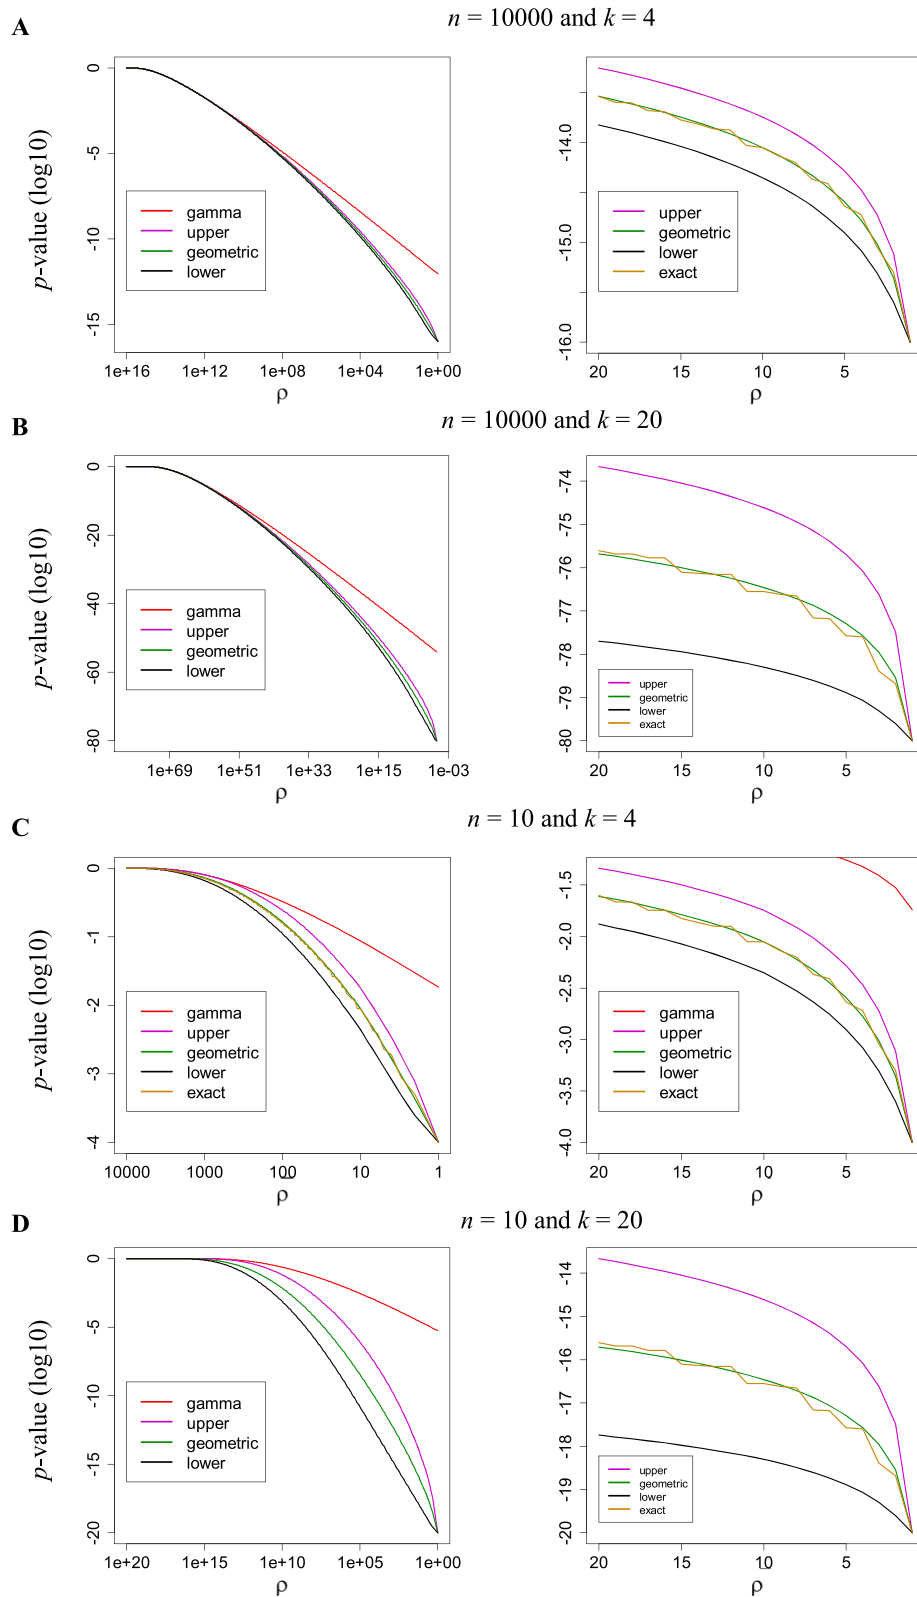 A
n = 10000 and k = 4
p-value (log10)
0
-5
-10
-15
gamma
upper
geometric
lower
1e+16 1e+12 1e+08 1e+04 1e+00
ρ
-14.0
-15.0
-16.0
upper
geometric
lower
exact
20 15 10 5
ρ
B
n = 10000 and k = 20
p-value (log10)
0
-20
-40
-60
-80
gamma
upper
geometric
lower
1e+69 1e+51 1e+33 1e+15 1e-03
ρ
-74
-75
-76
-77
-78
-79
-80
upper
geometric
lower
exact
20 15 10 5
ρ
C
n = 10 and k = 4
p-value (log10)
0
-1
-2
-3
-4
gamma
upper
geometric
lower
exact
10000 1000 100 10 1
ρ
-1.5
-2.0
-2.5
-3.0
-3.5
-4.0
gamma
upper
geometric
lower
exact
20 15 10 5
ρ
D
n = 10 and k = 20
p-value (log10)
0
-5
-10
-15
-20
gamma
upper
geometric
lower
1e+20 1e+15 1e+10 1e+05 1e+00
ρ
-14
-15
-16
-17
-18
-19
-20
upper
geometric
lower
exact
20 15 10 5
ρ